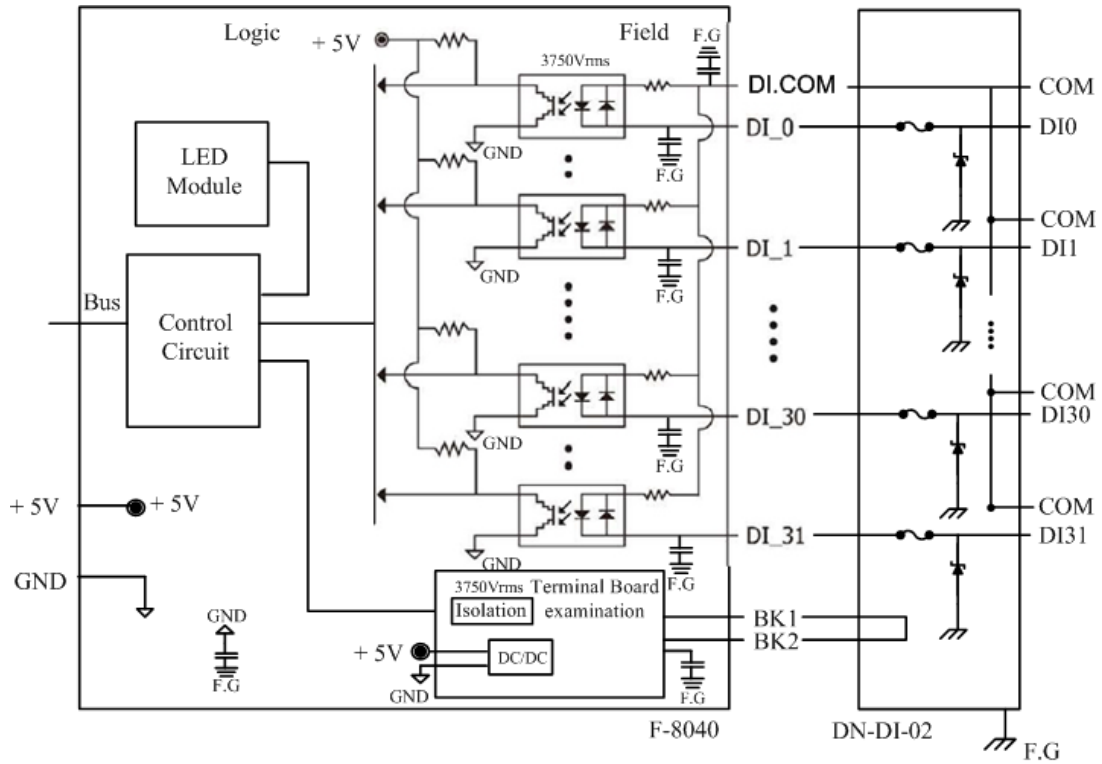 Logic
Field
+ 5V
3750Vrms
F.G
DI.COM
COM
DI_0
DI0
GND
F.G
LED
Module
COM
DI_1
DI1
GND
F.G
Bus
Control
Circuit
COM
DI_30
DI30
GND
F.G
COM
+ 5V
+ 5V
DI_31
DI31
GND
F.G
GND
3750Vrms
Terminal Board
Isolation
examination
GND
BK1
BK2
+ 5V
DC/DC
F.G
GND
F.G
F-8040
DN-DI-02
F.G